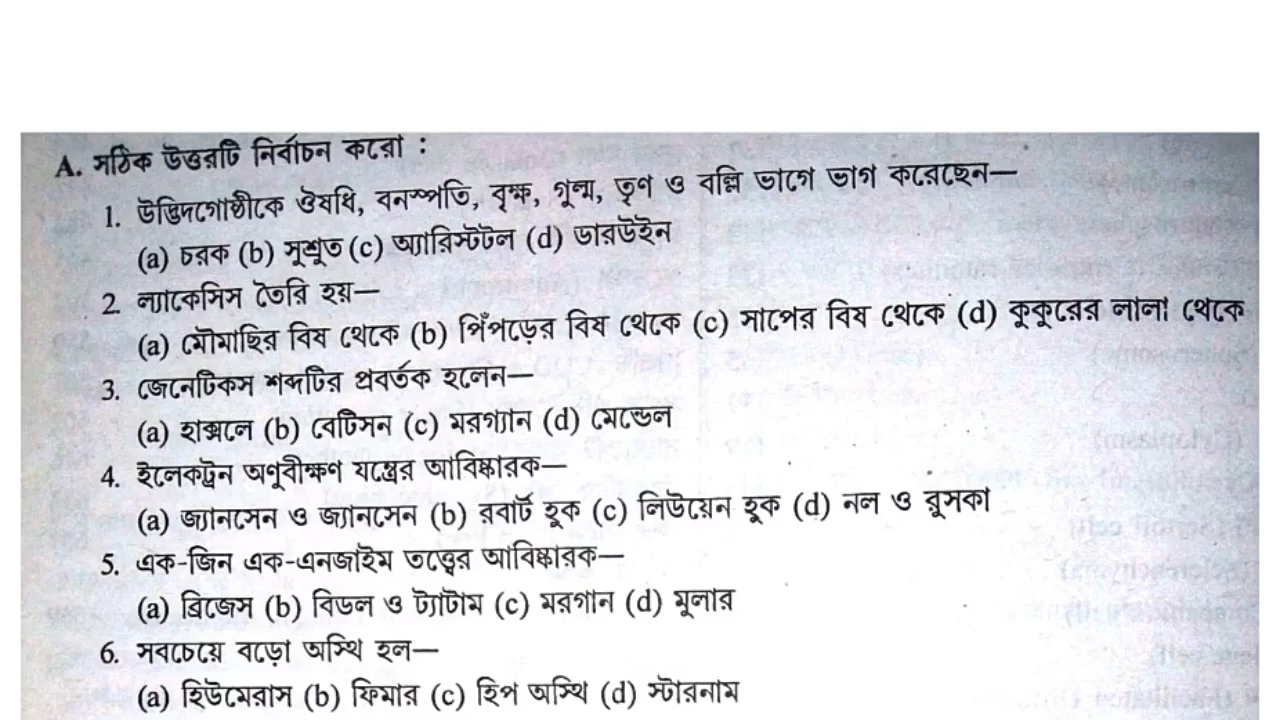 A. সঠিক উত্তরটি নির্বাচন করো :
1. উদ্ভিদগোষ্ঠীকে ঔষধি, বনস্পতি, বৃক্ষ, গুল্ম, তৃণ ও বল্লি ভাগে ভাগ করেছেন—
(a) চরক (b) সুশ্রুত (c) অ্যারিস্টটল (d) ডারউইন
2. ল্যাকেসিস তৈরি হয়—
(a) মৌমাছির বিষ থেকে (b) পিঁপড়ের বিষ থেকে (c) সাপের বিষ থেকে (d) কুকুরের লালা থেকে
3. জেনেটিকস শব্দটির প্রবর্তক হলেন—
(a) হাক্সলে (b) বেটিসন (c) মরগ্যান (d) মেন্ডেল
4. ইলেকট্রন অণুবীক্ষণ যন্ত্রের আবিষ্কারক—
(a) জ্যানসেন ও জ্যানসেন (b) রবার্ট হুক (c) লিউয়েন হুক (d) নল ও রুসকা
5. এক-জিন এক-এনজাইম তত্ত্বের আবিষ্কারক—
(a) ব্রিজেস (b) বিডল ও ট্যাটাম (c) মরগান (d) মুলার
6. সবচেয়ে বড়ো অস্থি হল—
(a) হিউমেরাস (b) ফিমার (c) হিপ অস্থি (d) স্টারনাম